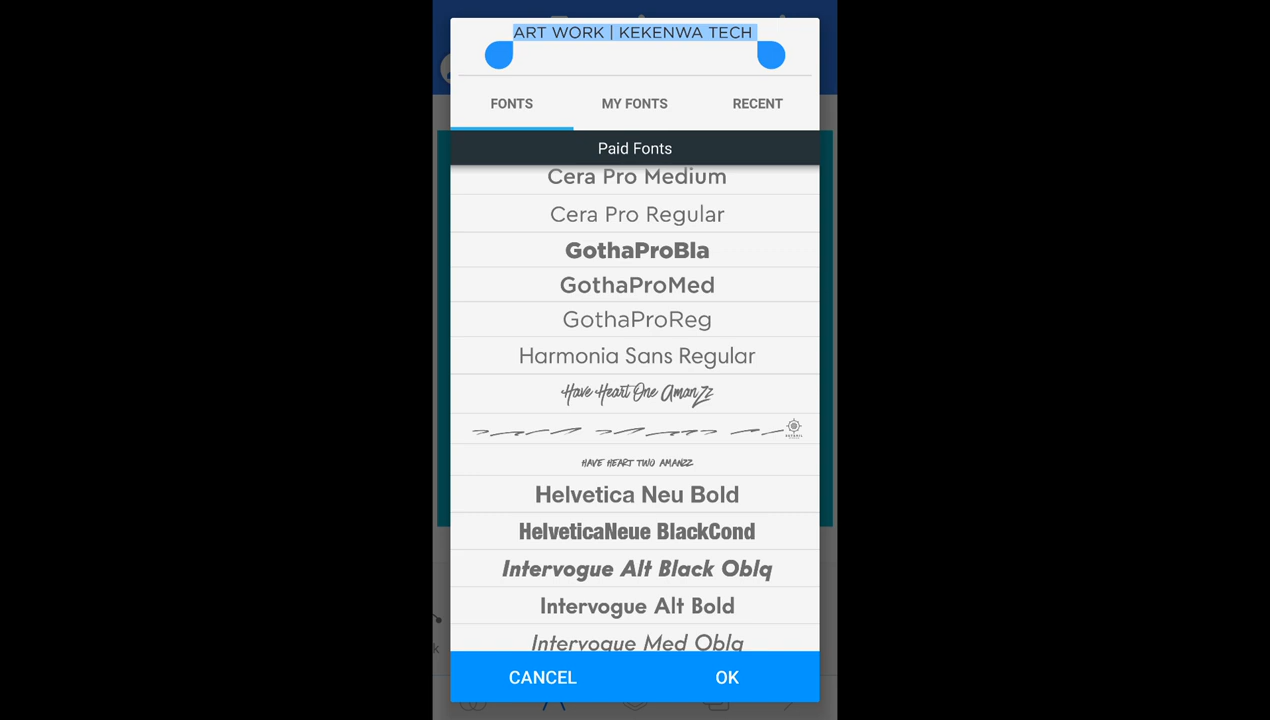 ART WORK | KEKENWA TECH
FONTS
MY FONTS
RECENT
Paid Fonts
Cera Pro Medium
Cera Pro Regular
GothaProBla
GothaProMed
GothaProReg
Harmonia Sans Regular
Have Heart One AmanZz
HAVE HEART TWO AMANZZ
Helvetica Neu Bold
HelveticaNeue BlackCond
Intervogue Alt Black Oblq
Intervogue Alt Bold
Intervogue Med Oblq
CANCEL
OK